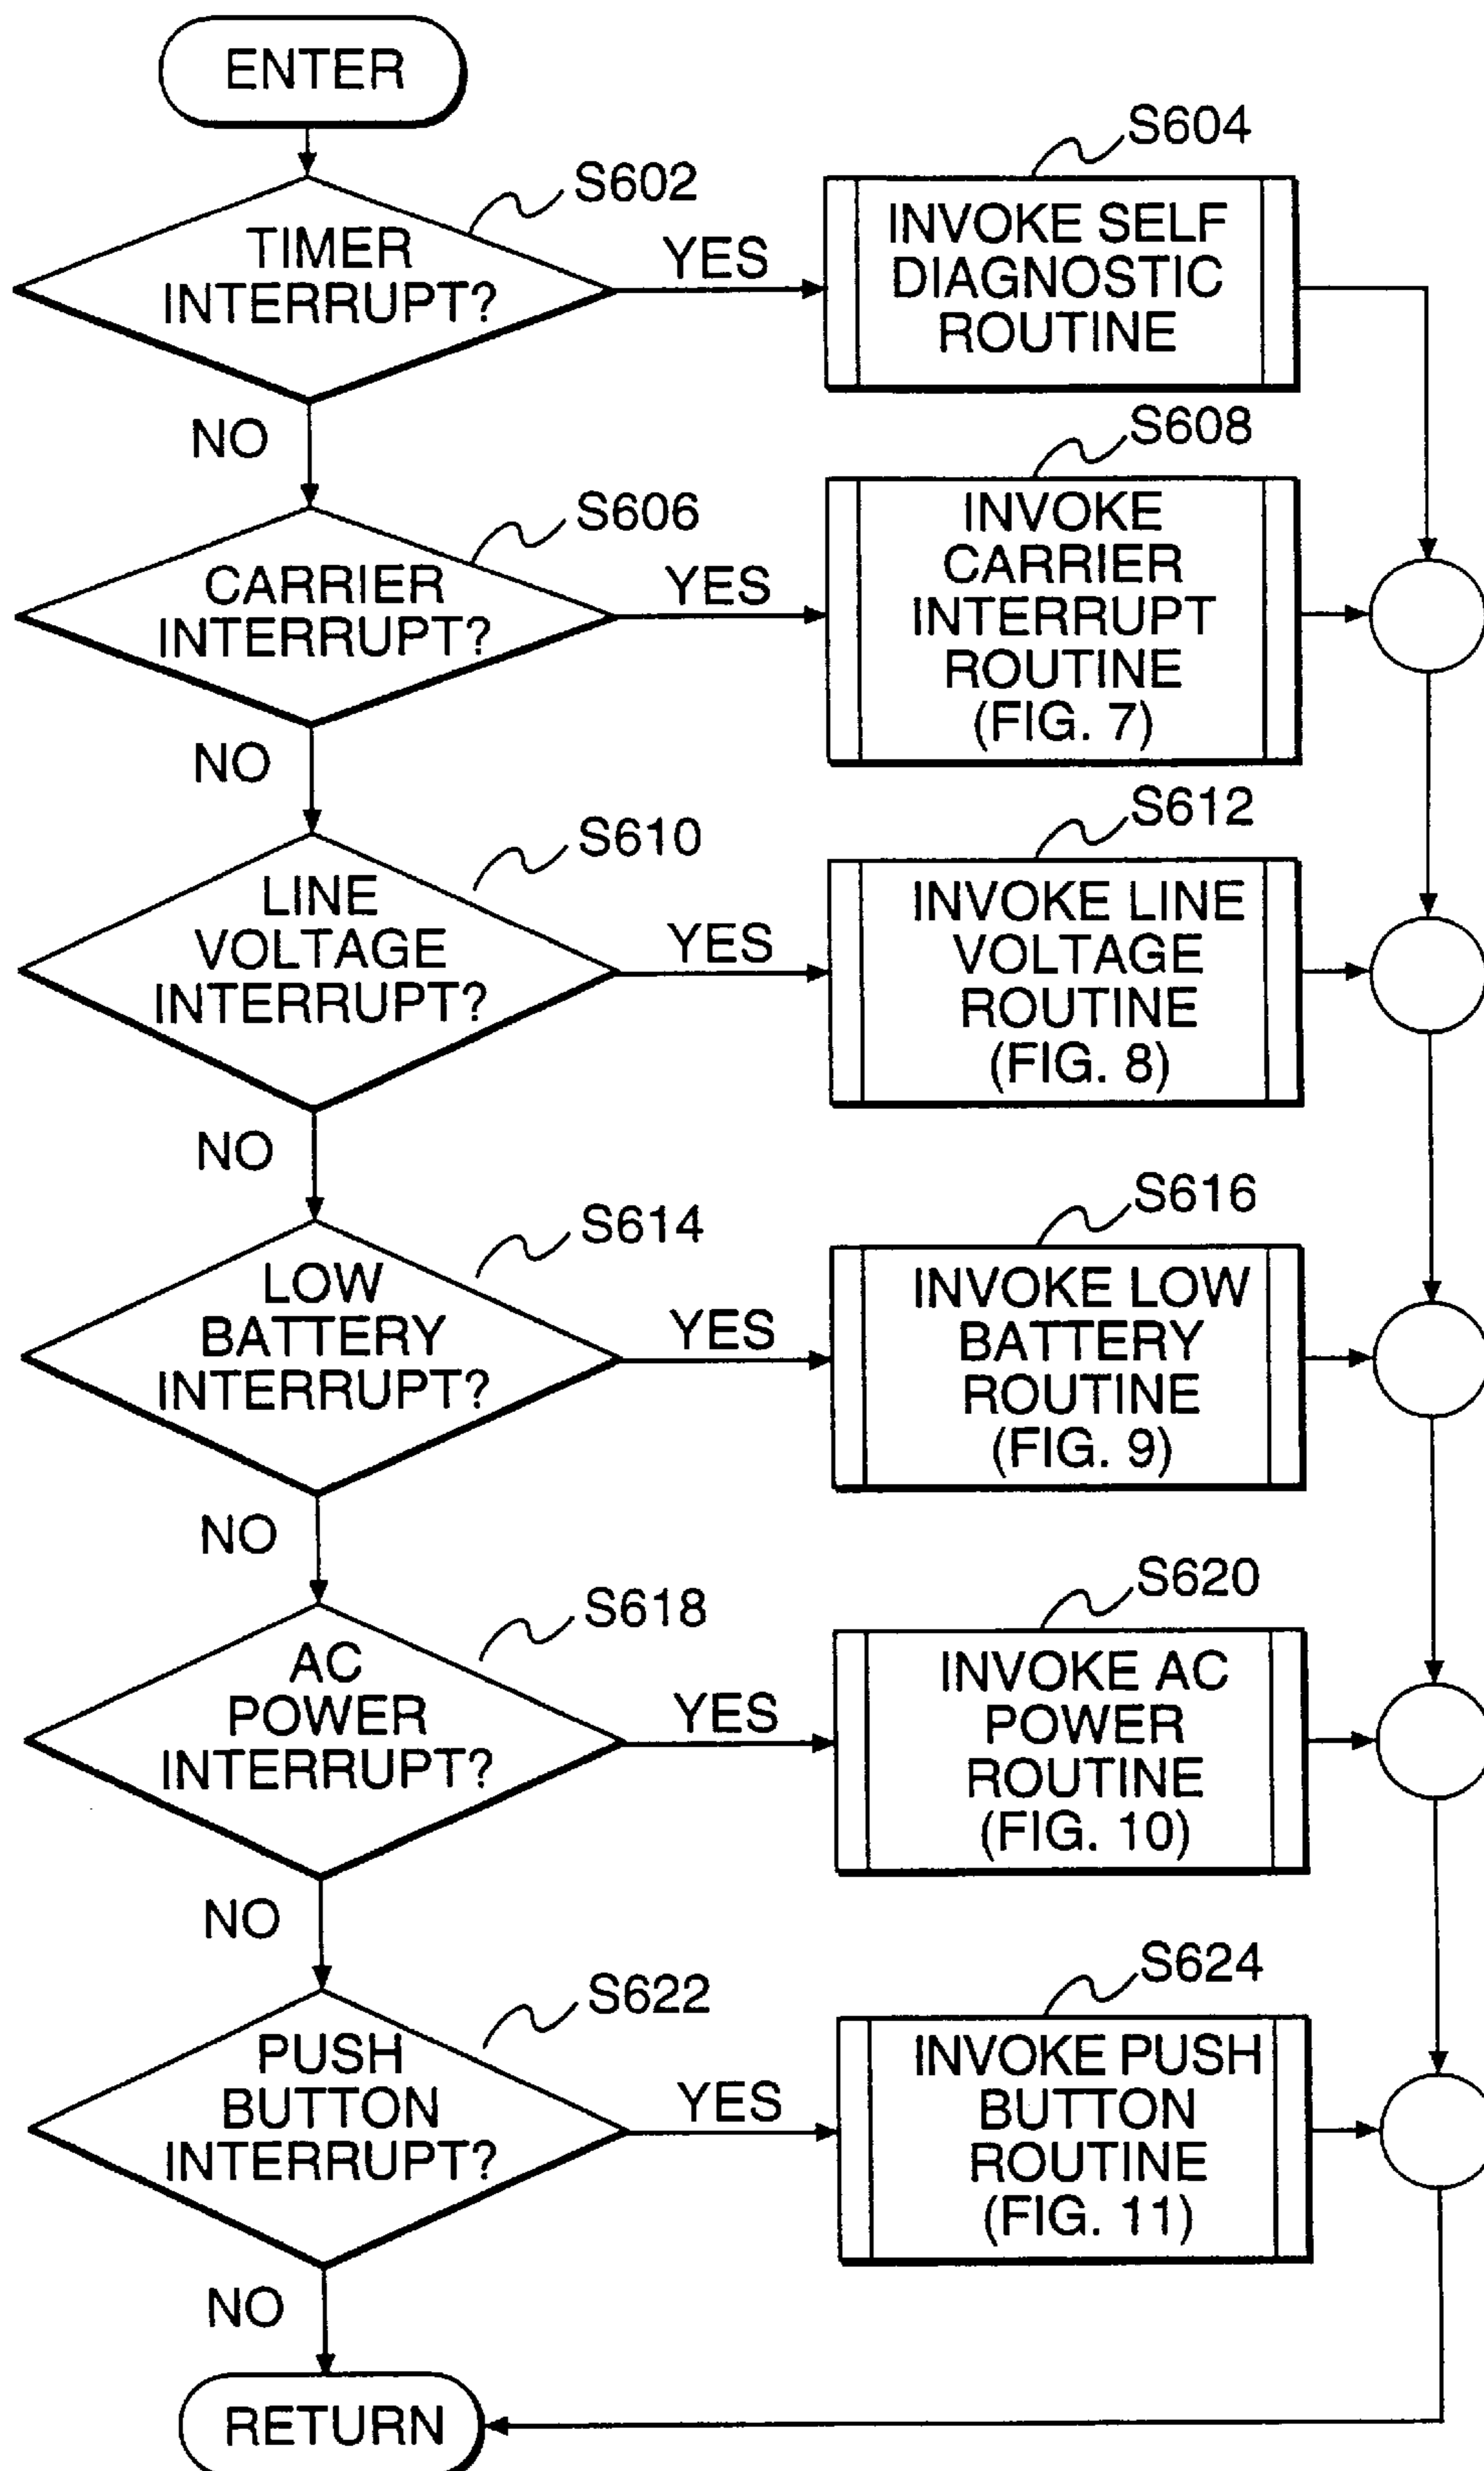 ENTER
S602
TIMER
INTERRUPT?
YES
S604
INVOKE SELF
DIAGNOSTIC
ROUTINE
NO
S606
CARRIER
INTERRUPT?
YES
S608
INVOKE
CARRIER
INTERRUPT
ROUTINE
(FIG. 7)
NO
S610
LINE
VOLTAGE
INTERRUPT?
YES
S612
INVOKE LINE
VOLTAGE
ROUTINE
(FIG. 8)
NO
S614
LOW
BATTERY
INTERRUPT?
YES
S616
INVOKE LOW
BATTERY
ROUTINE
(FIG. 9)
NO
S618
AC
POWER
INTERRUPT?
YES
S620
INVOKE AC
POWER
ROUTINE
(FIG. 10)
NO
S622
PUSH
BUTTON
INTERRUPT?
YES
S624
INVOKE PUSH
BUTTON
ROUTINE
(FIG. 11)
NO
RETURN